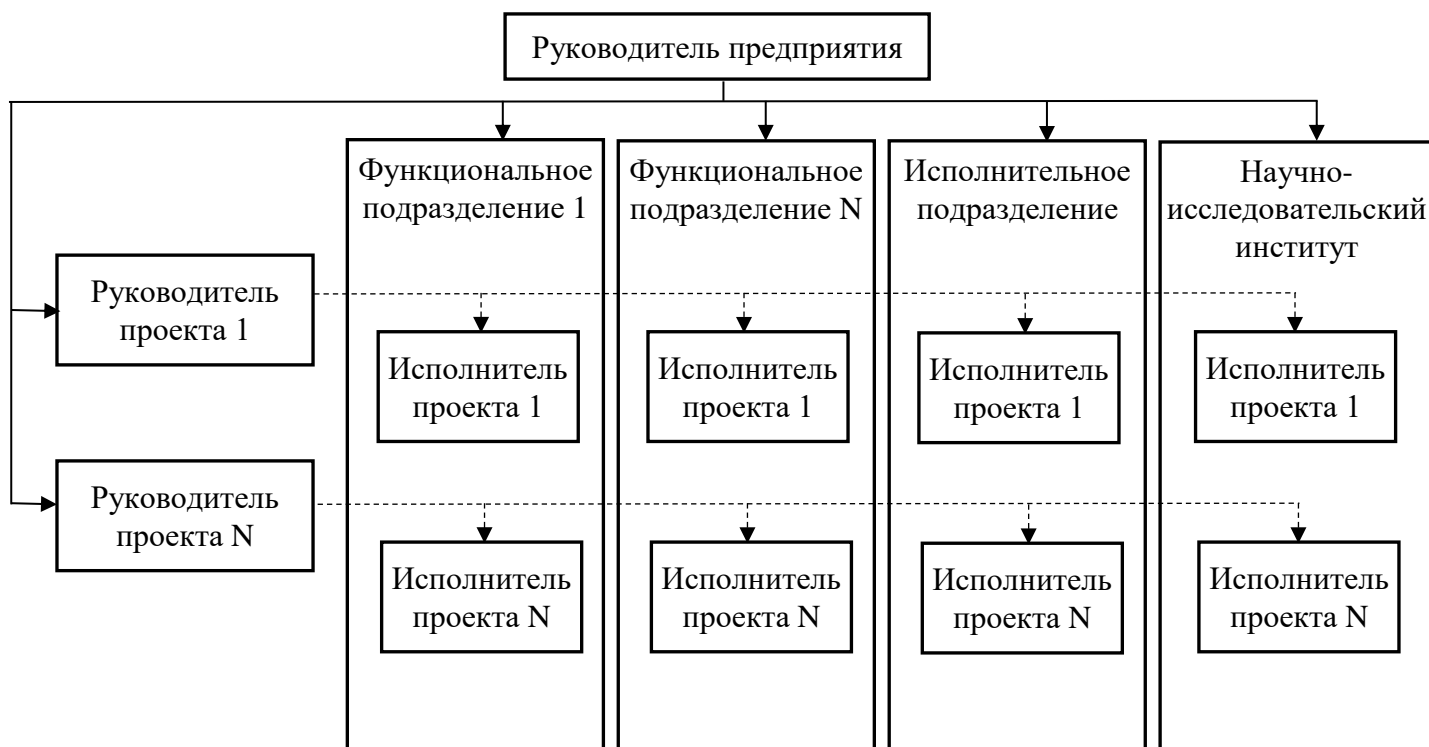 Руководитель предприятия
Функциональное
подразделение 1
Функциональное
подразделение N
Исполнительное
подразделение
Научно-
исследовательский
институт
Руководитель
проекта 1
Исполнитель
проекта 1
Исполнитель
проекта 1
Исполнитель
проекта 1
Исполнитель
проекта 1
Руководитель
проекта N
Исполнитель
проекта N
Исполнитель
проекта N
Исполнитель
проекта N
Исполнитель
проекта N